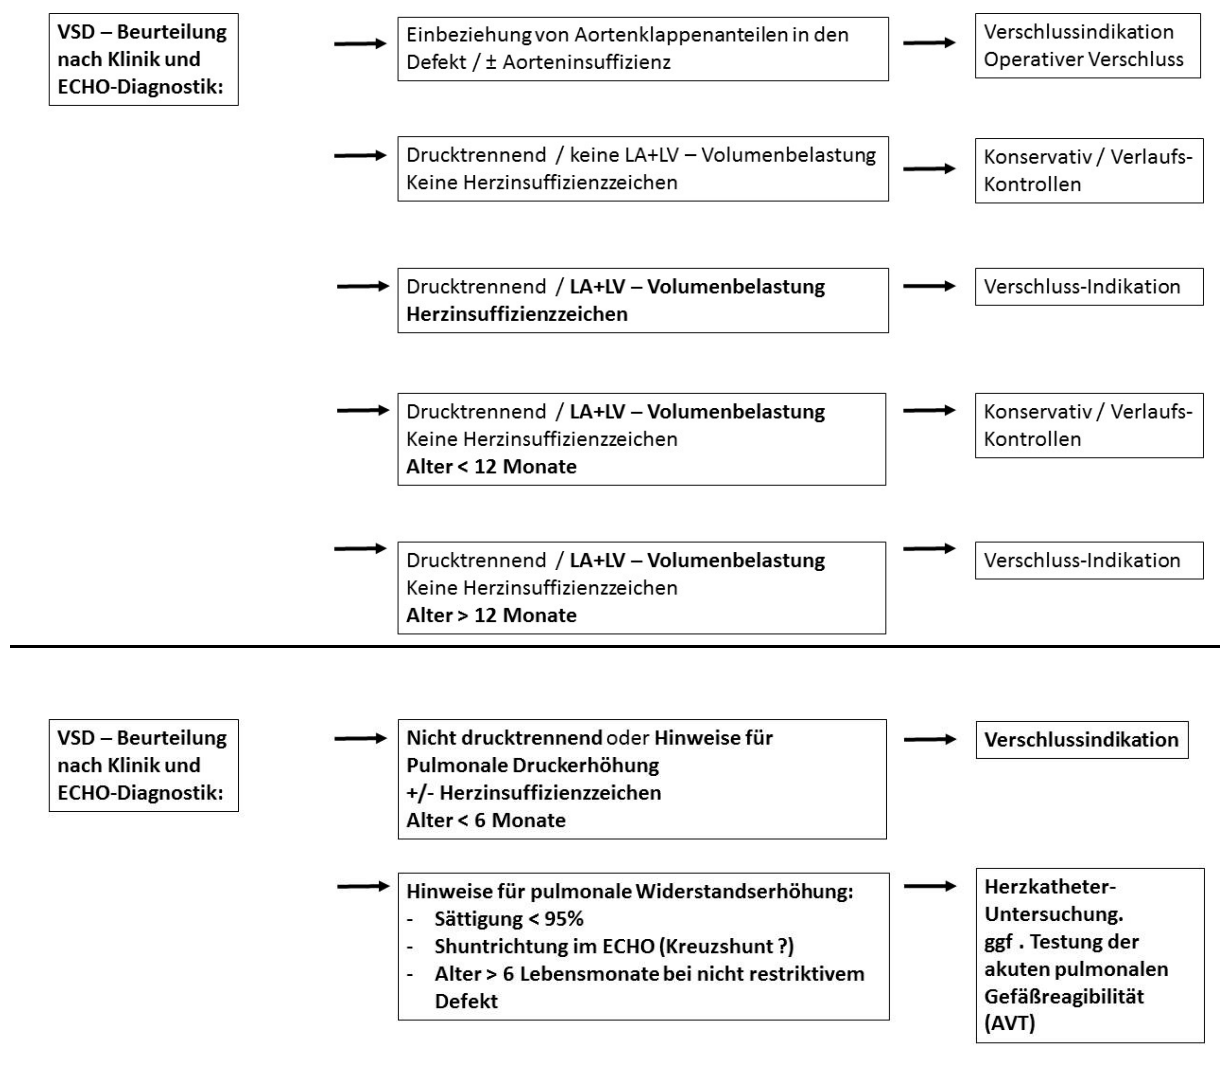 VSD – Beurteilung
nach Klinik und
ECHO-Diagnostik:
Einbeziehung von Aortenklappenanteilen in den
Defekt / ± Aorteninsuffizienz
Verschlussindikation
Operativer Verschluss
Drucktrennend / keine LA+LV – Volumenbelastung
Keine Herzinsuffizienzzeichen
Konservativ / Verlaufs-
Kontrollen
Drucktrennend / LA+LV – Volumenbelastung
Herzinsuffizienzzeichen
Verschluss-Indikation
Drucktrennend / LA+LV – Volumenbelastung
Keine Herzinsuffizienzzeichen
Alter < 12 Monate
Konservativ / Verlaufs-
Kontrollen
Drucktrennend / LA+LV – Volumenbelastung
Keine Herzinsuffizienzzeichen
Alter > 12 Monate
Verschluss-Indikation
VSD – Beurteilung
nach Klinik und
ECHO-Diagnostik:
Nicht drucktrennend oder Hinweise für
Pulmonale Druckerhöhung
+/- Herzinsuffizienzzeichen
Alter < 6 Monate
Verschlussindikation
Hinweise für pulmonale Widerstandserhöhung:
- Sättigung < 95%
- Shuntrichtung im ECHO (Kreuzshunt ?)
- Alter > 6 Lebensmonate bei nicht restriktivem
Defekt
Herzkatheter-
Untersuchung.
ggf . Testung der
akuten pulmonalen
Gefäßreagibilität
(AVT)